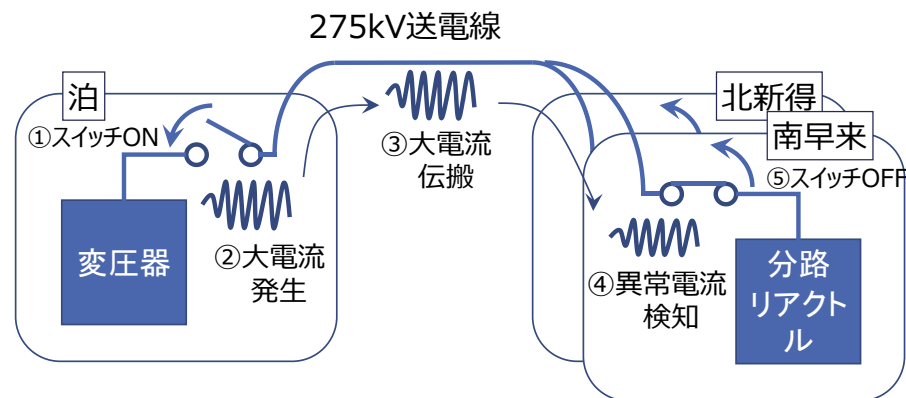 275kV送電線
泊
①スイッチON
変圧器
②大電流
発生
③大電流
伝搬
北新得
南早来
⑤スイッチOFF
④異常電流
検知
分路
リアクト
ル